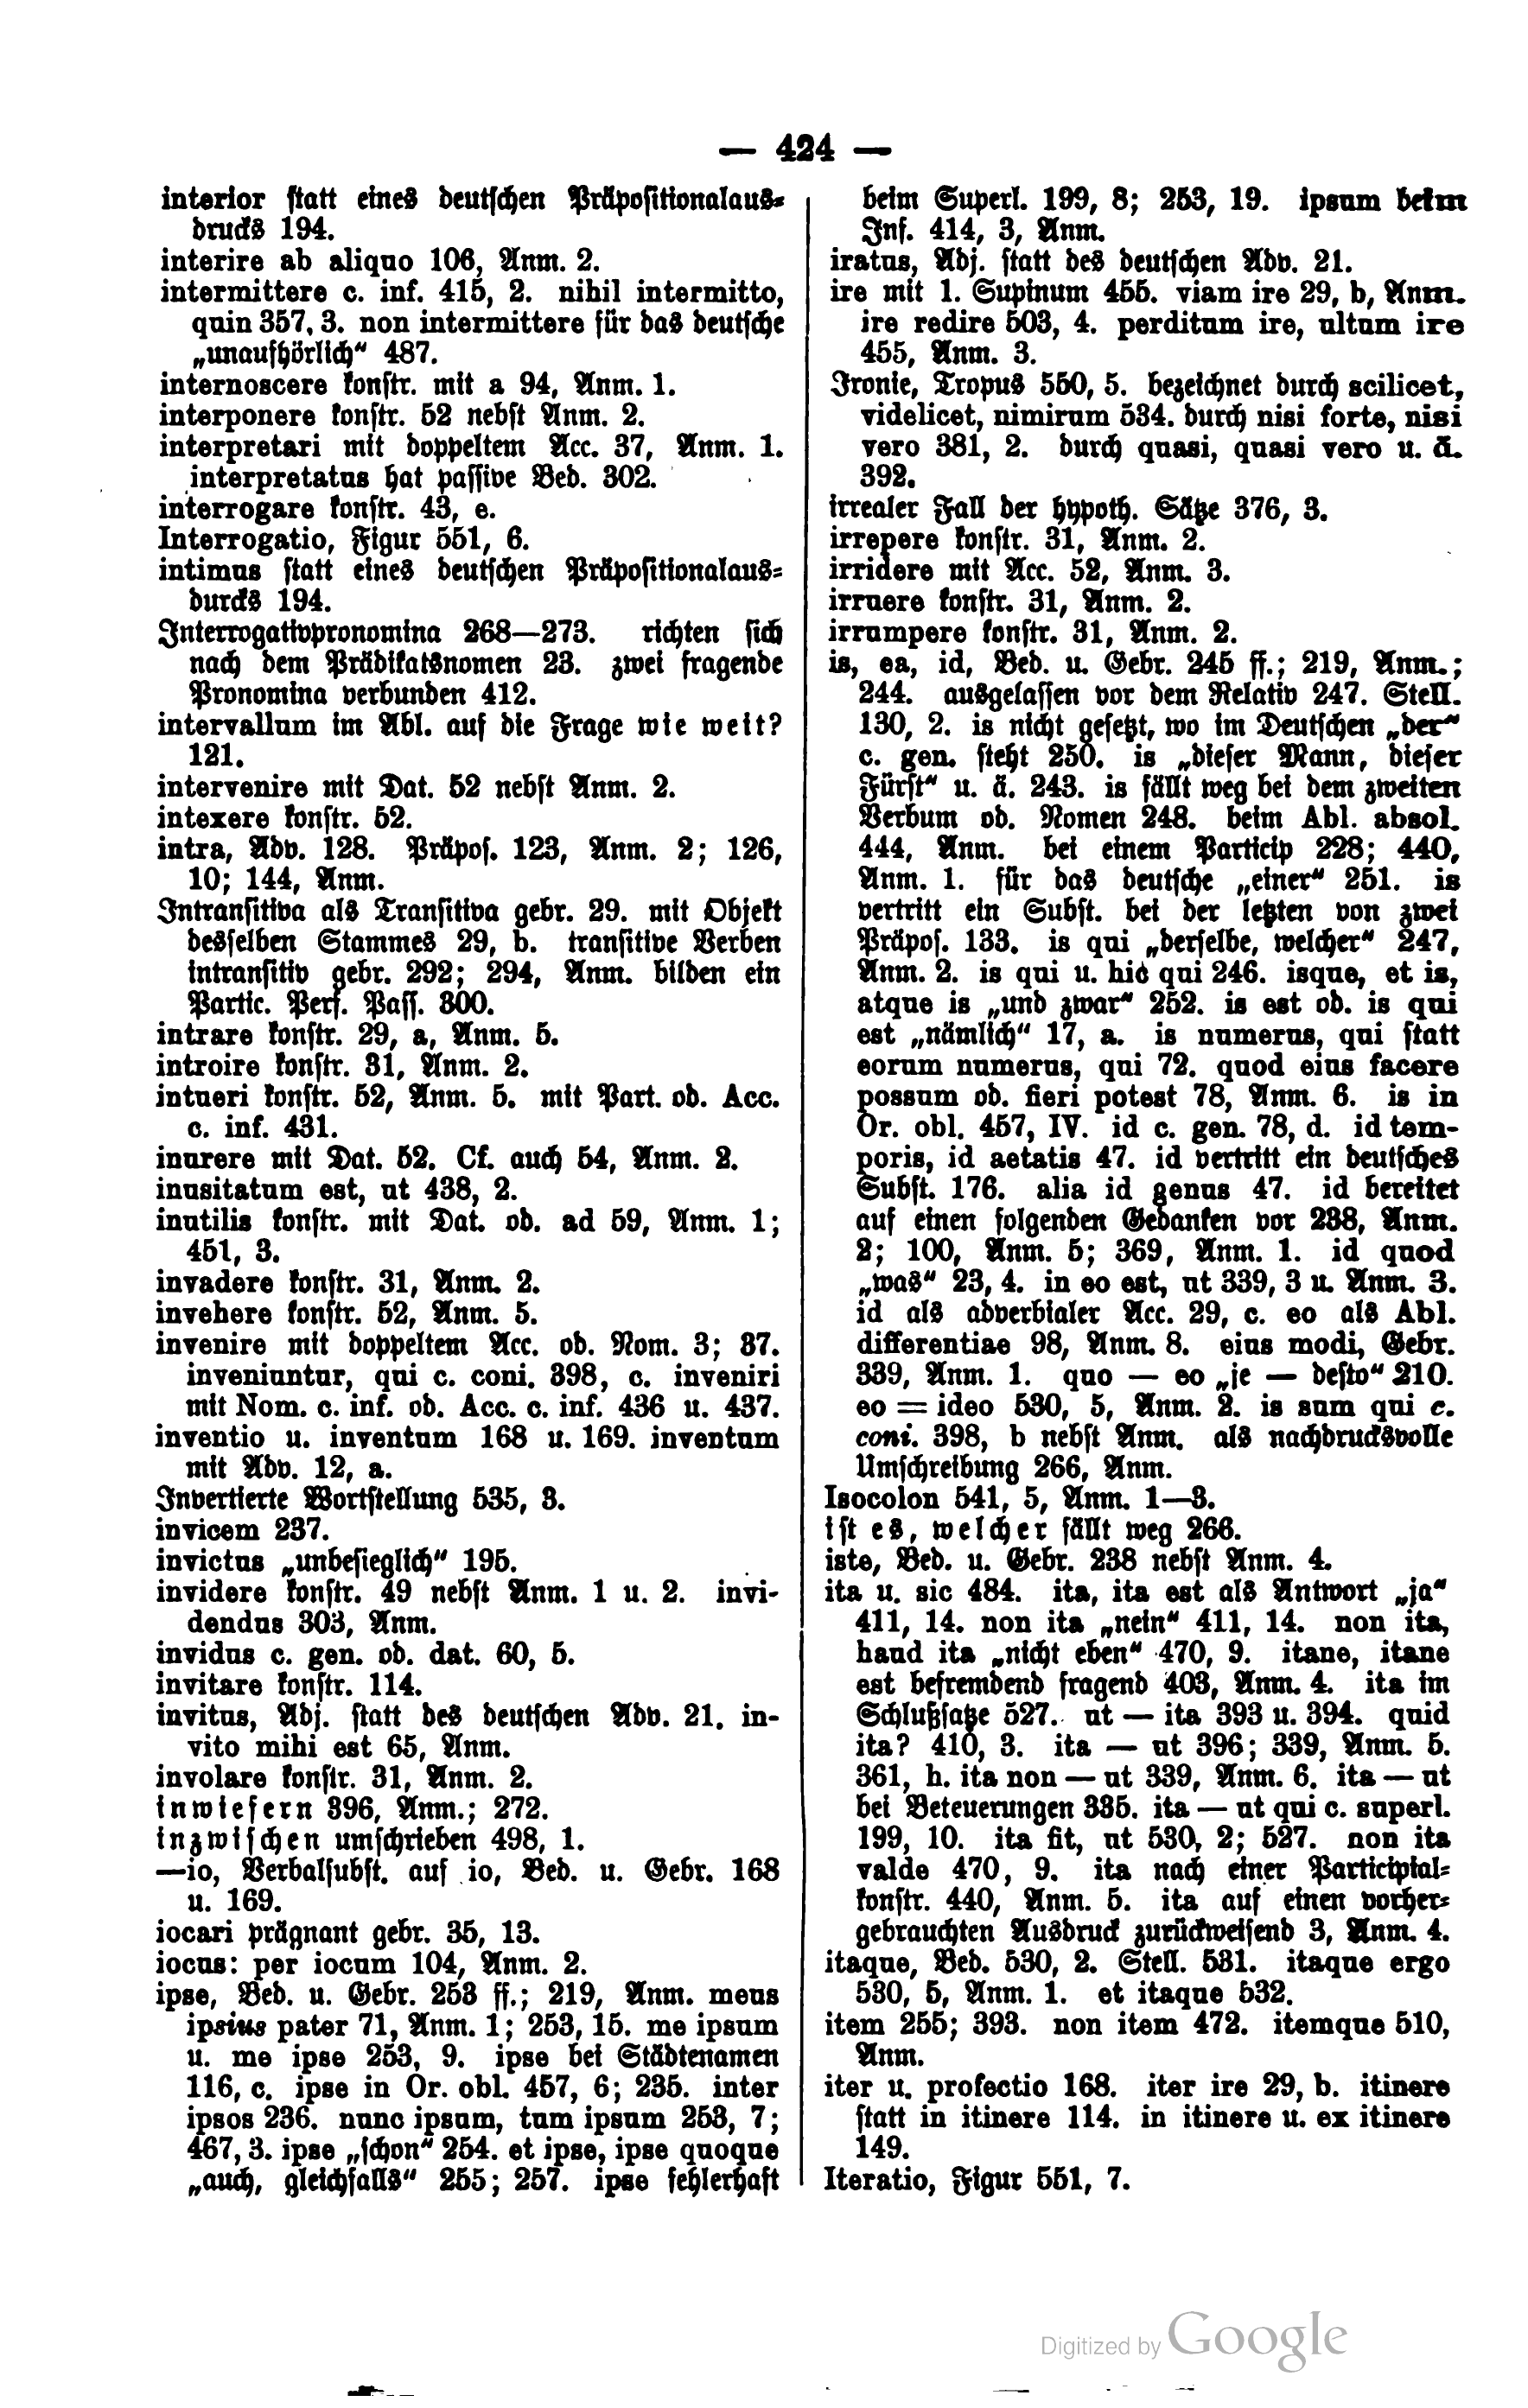 — 424 —
interior statt eines deutschen Präpositionalaus-
drucks 194.
interire ab aliquo 106, Anm. 2.
intermittere c. inf. 415, 2. nihil intermitto,
quin 357, 3. non intermittere für das deutsche
„unaufhörlich“ 487.
internoscere konstr. mit a 94, Anm. 1.
interponere konstr. 52 nebst Anm. 2.
interpretari mit doppeltem Acc. 37, Anm. 1.
interpretatus hat passive Bed. 302.
interrogare konstr. 43, e.
Interrogatio, Figur 551, 6.
intimus statt eines deutschen Präpositionalaus-
burcks 194.
Interrogativpronomina 268—273. richten sich
nach dem Prädikatsnomen 23. zwei fragende
Pronomina verbunden 412.
intervallum im Abl. auf die Frage wie weit?
121.
intervenire mit Dat. 52 nebst Anm. 2.
intexere konstr. 52.
intra, Adv. 128. Präpos. 123, Anm. 2; 126,
10; 144, Anm.
Intransitiva als Transitiva gebr. 29. mit Objekt
desselben Stammes 29, b. transitive Verben
intransitiv gebr. 292; 294, Anm. bilden ein
Partic. Perf. Pass. 300.
intrare konstr. 29, a, Anm. 5.
introire konstr. 31, Anm. 2.
intueri konstr. 52, Anm. 5. mit Part. od. Acc.
c. inf. 431.
inurere mit Dat. 52. Cf. auch 54, Anm. 2.
inusitatum est, ut 438, 2.
inutilis konstr. mit Dat. od. ad 59, Anm. 1;
451, 3.
invadere konstr. 31, Anm. 2.
invehere konstr. 52, Anm. 5.
invenire mit doppeltem Acc. od. Nom. 3; 37.
inveniuntur, qui c. coni. 398, c. inveniri
mit Nom. c. inf. od. Acc. c. inf. 436 u. 437.
inventio u. inventum 168 u. 169. inventum
mit Adv. 12, a.
Invertierte Wortstellung 535, 3.
invicem 237.
invictus „unbesieglich“ 195.
invidere konstr. 49 nebst Anm. 1 u. 2. invi-
dendus 303, Anm.
invidus c. gen. od. dat. 60, 5.
invitare konstr. 114.
invitus, Adj. statt des deutschen Adv. 21. in-
vito mihi est 65, Anm.
involare konstr. 31, Anm. 2.
inwiefern 396, Anm.; 272.
inzwischen umschrieben 498, 1.
—io, Verbalsubst. auf io, Bed. u. Gebr. 168
u. 169.
iocari prägnant gebr. 35, 13.
iocus: per iocum 104, Anm. 2.
ipse, Bed. u. Gebr. 253 ff.; 219, Anm. meus
ipsius pater 71, Anm. 1; 253, 15. me ipsum
u. me ipse 253, 9. ipse bei Städtenamen
116, c. ipse in Or. obl. 457, 6; 235. inter
ipsos 236. nunc ipsum, tum ipsum 253, 7;
467, 3. ipse „schon“ 254. et ipse, ipse quoque
„auch, gleichfalls“ 255; 257. ipse fehlerhaft
beim Superl. 199, 8; 253, 19. ipsum beim
Inf. 414, 3, Anm.
iratus, Adj. statt des deutschen Adv. 21.
ire mit 1. Supinum 455. viam ire 29, b, Anm.
ire redire 503, 4. perditum ire, ultum ire
455, Anm. 3.
Ironie, Tropus 550, 5. bezeichnet durch scilicet,
videlicet, nimirum 534. durch nisi forte, nisi
vero 381, 2. durch quasi, quasi vero u. ä.
392.
irrealer Fall der hypoth. Sätze 376, 3.
irrepere konstr. 31, Anm. 2.
irridere mit Acc. 52, Anm. 3.
irruere konstr. 31, Anm. 2.
irrumpere konstr. 31, Anm. 2.
is, ea, id, Bed. u. Gebr. 245 ff.; 219, Anm.;
244. ausgelassen vor dem Relativ 247. Stell.
130, 2. is nicht gesetzt, wo im Deutschen „der“
c. gen. steht 250. is „dieser Mann, dieser
Fürst“ u. ä. 243. is fällt weg bei dem zweiten
Verbum od. Nomen 248. beim Abl. absol.
444, Anm. bei einem Particip 228; 440,
Anm. 1. für das deutsche „einer“ 251. is
vertritt ein Subst. bei der letzten von zwei
Präpos. 133. is qui „derselbe, welcher“ 247,
Anm. 2. is qui u. hic qui 246. isque, et is,
atque is „und zwar“ 252. is est od. is qui
est „nämlich“ 17, a. is numerus, qui statt
eorum numerus, qui 72. quod eius facere
possum od. fieri potest 78, Anm. 6. is in
Or. obl. 457, IV. id c. gen. 78, d. id tem-
poris, id aetatis 47. id vertritt ein deutsches
Subst. 176. alia id genus 47. id bereitet
auf einen folgenden Gedanken vor 238, Anm.
2; 100, Anm. 5; 369, Anm. 1. id quod
„was“ 23, 4. in eo est, ut 339, 3 u. Anm. 3.
id als adverbialer Acc. 29, c. eo als Abl.
differentiae 98, Anm. 8. eius modi, Gebr.
339, Anm. 1. quo — eo „je — desto“ 210.
eo = ideo 530, 5, Anm. 2. is sum qui c.
coni. 398, b nebst Anm. als nachdrucksvolle
Umschreibung 266, Anm.
Isocolon 541, 5, Anm. 1—3.
ist es, welcher fällt weg 266.
iste, Bed. u. Gebr. 238 nebst Anm. 4.
ita u. sic 484. ita, ita est als Antwort „ja“
411, 14. non ita „nein“ 411, 14. non ita,
haud ita „nicht eben“ 470, 9. itane, itane
est befremdend fragend 403, Anm. 4. ita im
Schlußsatze 527. ut — ita 393 u. 394. quid
ita? 410, 3. ita — ut 396; 339, Anm. 5.
361, h. ita non — ut 339, Anm. 6. ita — ut
bei Beteuerungen 335. ita — ut qui c. superl.
199, 10. ita fit, ut 530, 2; 527. non ita
valde 470, 9. ita nach einer Participial-
konstr. 440, Anm. 5. ita auf einen vorher-
gebrauchten Ausdruck zurückweisend 3, Anm. 4.
itaque, Bed. 530, 2. Stell. 531. itaque ergo
530, 5, Anm. 1. et itaque 532.
item 255; 393. non item 472. itemque 510,
Anm.
iter u. profectio 168. iter ire 29, b. itinere
statt in itinere 114. in itinere u. ex itinere
149.
Iteratio, Figur 551, 7.
Digitized by Google